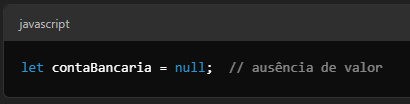 javascript
let contaBancaria = null;  // ausência de valor